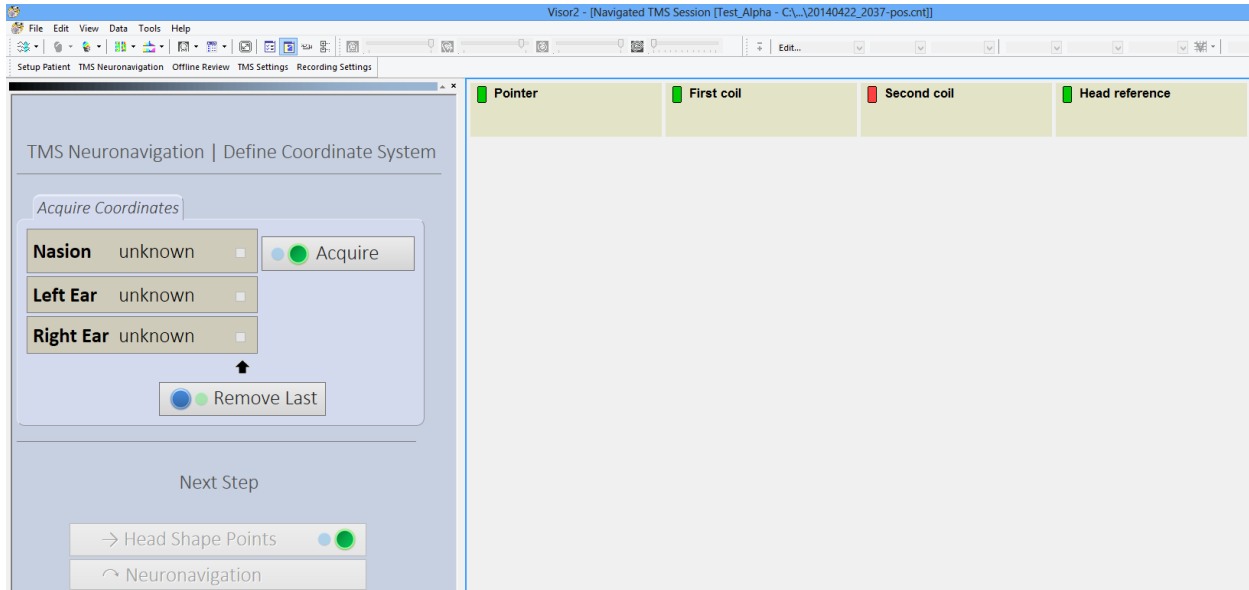 Visor2 - [Navigated TMS Session [Test_Alpha - C:\...\20140422_2037-pos.cnt]]
File Edit View Data Tools Help
Edit...
Setup Patient TMS Neuronavigation Offline Review TMS Settings Recording Settings
Pointer First coil Second coil Head reference
TMS Neuronavigation | Define Coordinate System
Acquire Coordinates
Nasion unknown Acquire
Left Ear unknown
Right Ear unknown
Remove Last
Next Step
Head Shape Points
Neuronavigation